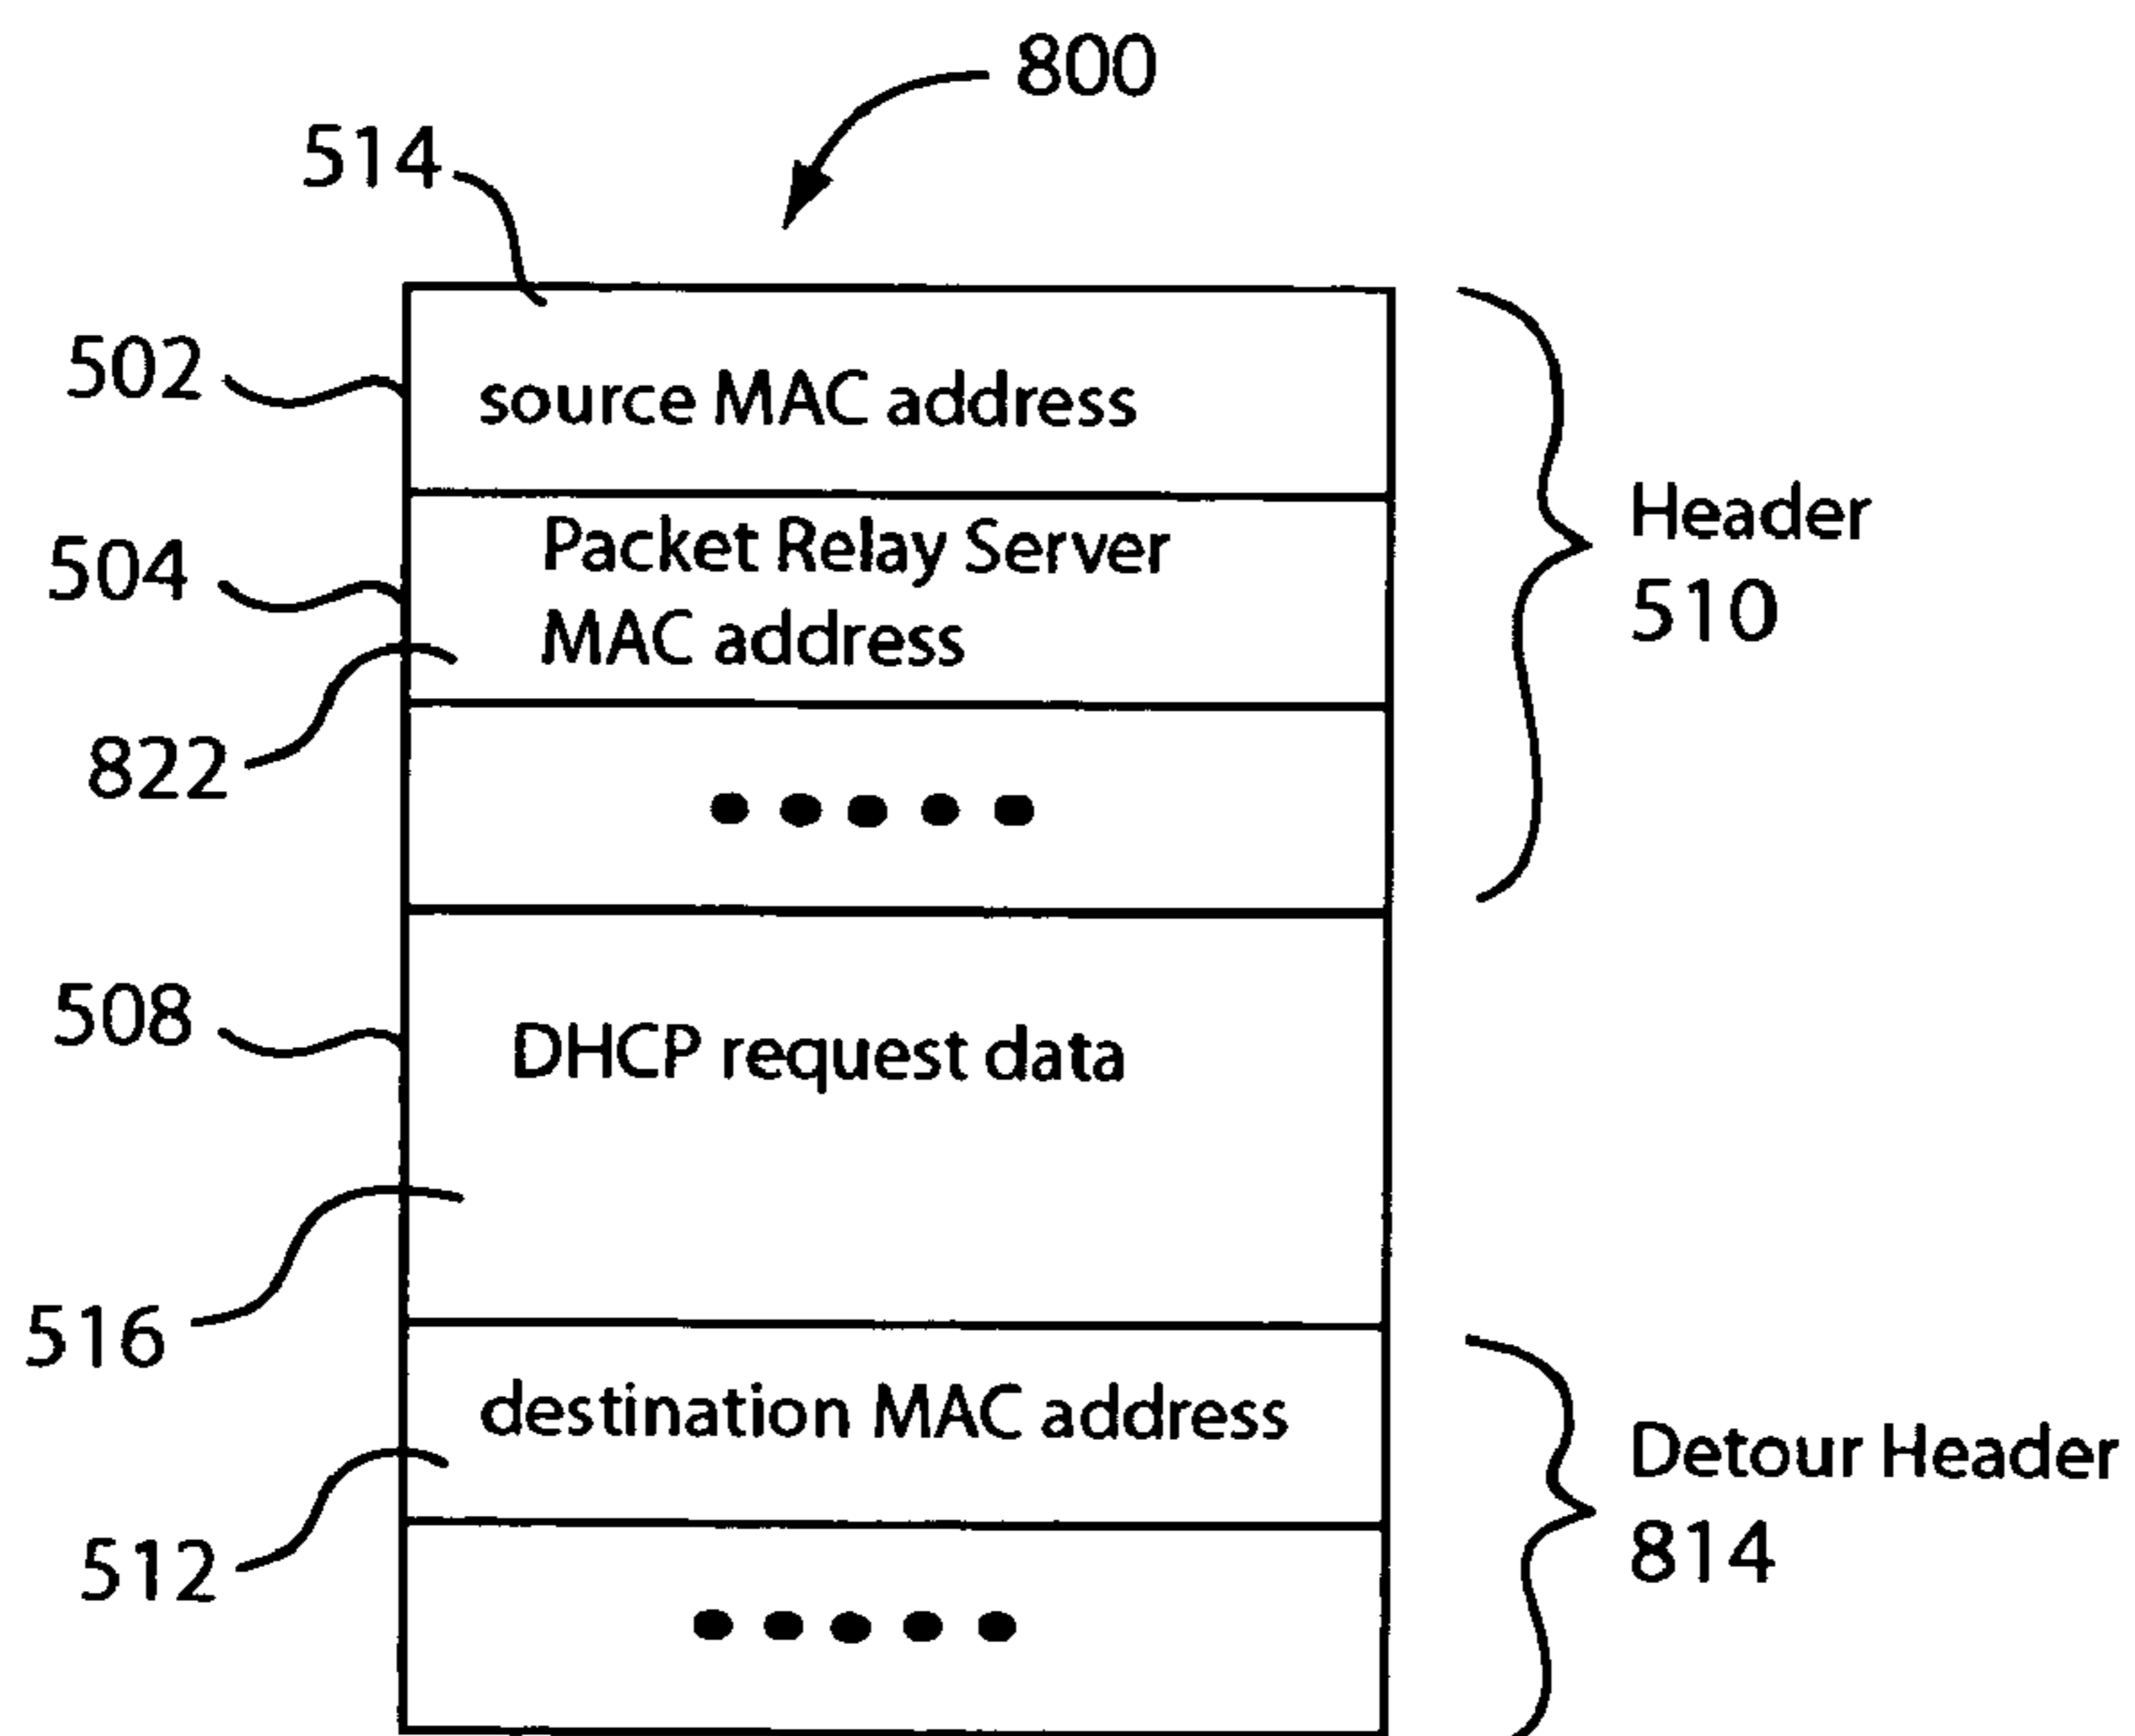 800
514
502
source MAC address
504
Packet Relay Server
MAC address
Header
510
822
508
DHCP request data
516
destination MAC address
Detour Header
814
512